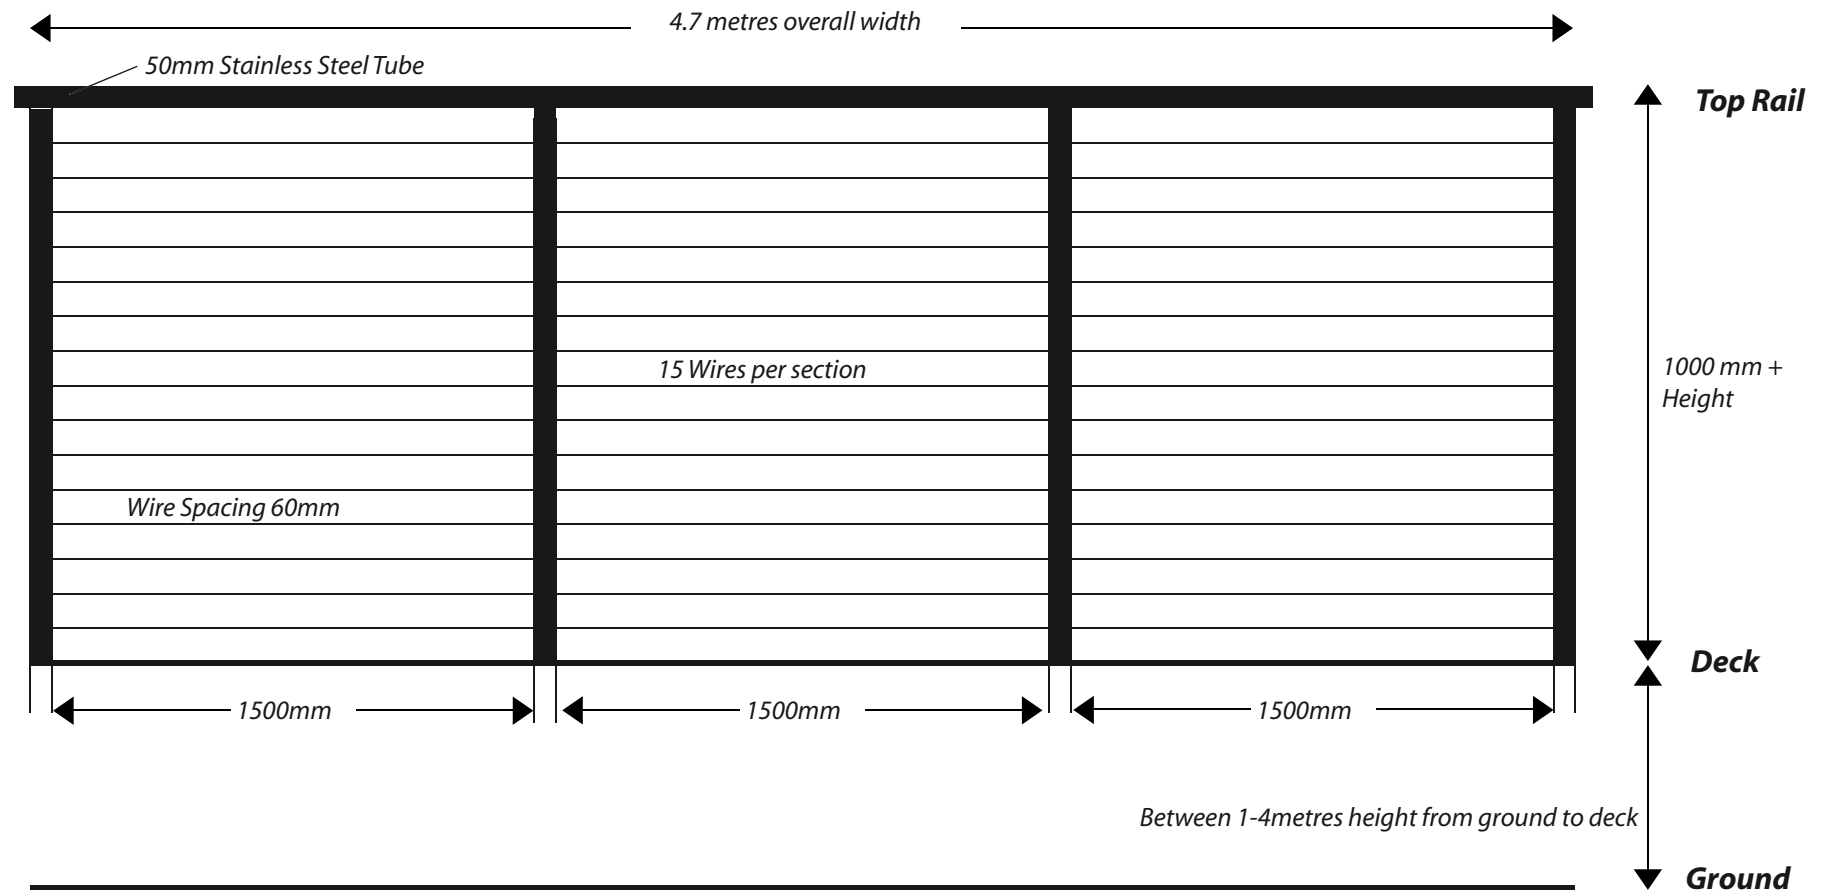 4.7 metres overall width
50mm Stainless Steel Tube
Top Rail
15 Wires per section
1000 mm +
Height
Wire Spacing 60mm
Deck
1500mm
1500mm
1500mm
Between 1-4metres height from ground to deck
Ground